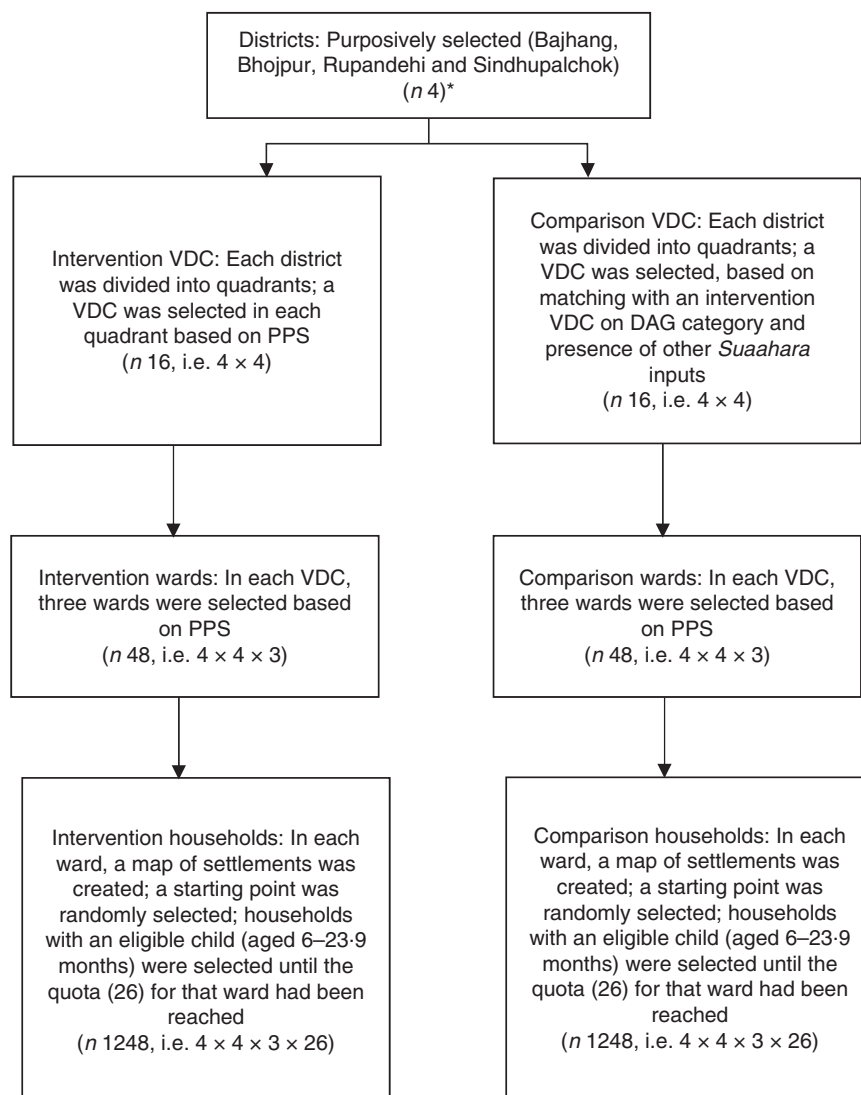 Districts: Purposively selected (Bajhang,
Bhojpur, Rupandehi and Sindhupalchok)
(n 4)*
Intervention VDC: Each district
was divided into quadrants; a
VDC was selected in each
quadrant based on PPS
(n 16, i.e. 4 × 4)
Comparison VDC: Each district
was divided into quadrants; a
VDC was selected, based on
matching with an intervention
VDC on DAG category and
presence of other Suaahara
inputs
(n 16, i.e. 4 × 4)
Intervention wards: In each VDC,
three wards were selected based
on PPS
(n 48, i.e. 4 × 4 × 3)
Comparison wards: In each VDC,
three wards were selected based
on PPS
(n 48, i.e. 4 × 4 × 3)
Intervention households: In each
ward, a map of settlements was
created; a starting point was
randomly selected; households
with an eligible child (aged 6–23·9
months) were selected until the
quota (26) for that ward had been
reached
(n 1248, i.e. 4 × 4 × 3 × 26)
Comparison households: In each
ward, a map of settlements was
created; a starting point was
randomly selected; households
with an eligible child (aged 6–23·9
months) were selected until the
quota (26) for that ward had been
reached
(n 1248, i.e. 4 × 4 × 3 × 26)